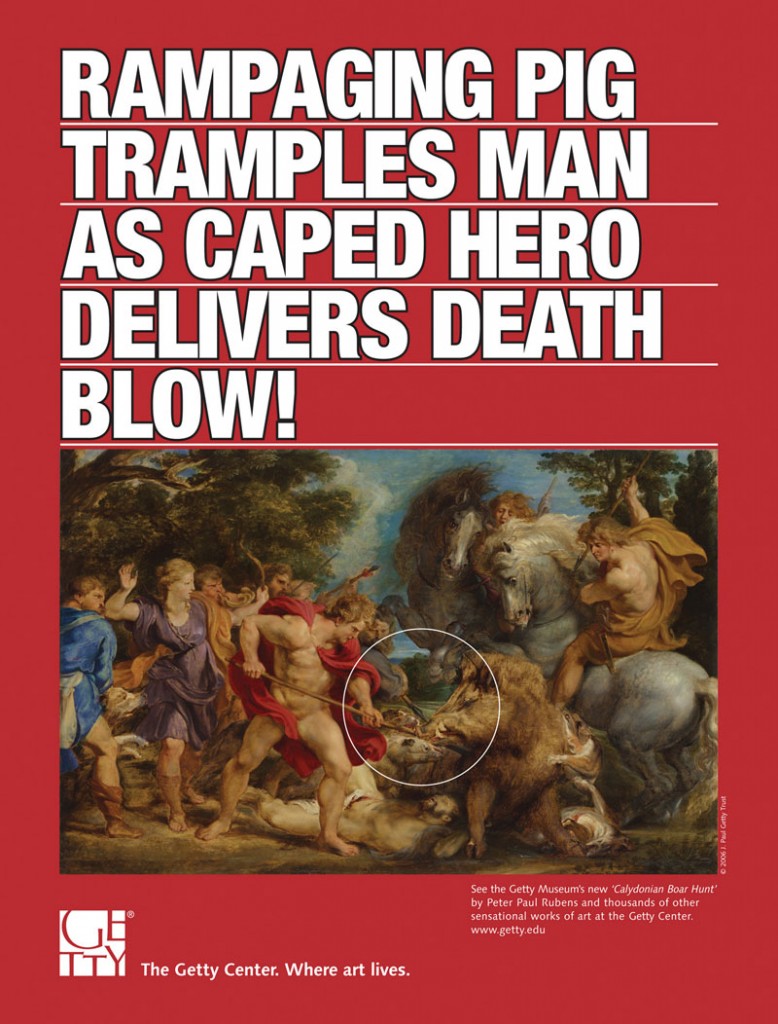 RAMPAGING PIG
TRAMPLES MAN
AS CAPED HERO
DELIVERS DEATH
BLOW!
© 2006 J. Paul Getty Trust
See the Getty Museum's new 'Calydonian Boar Hunt'
by Peter Paul Rubens and thousands of other
sensational works of art at the Getty Center.
www.getty.edu
GE®
TTY
The Getty Center. Where art lives.